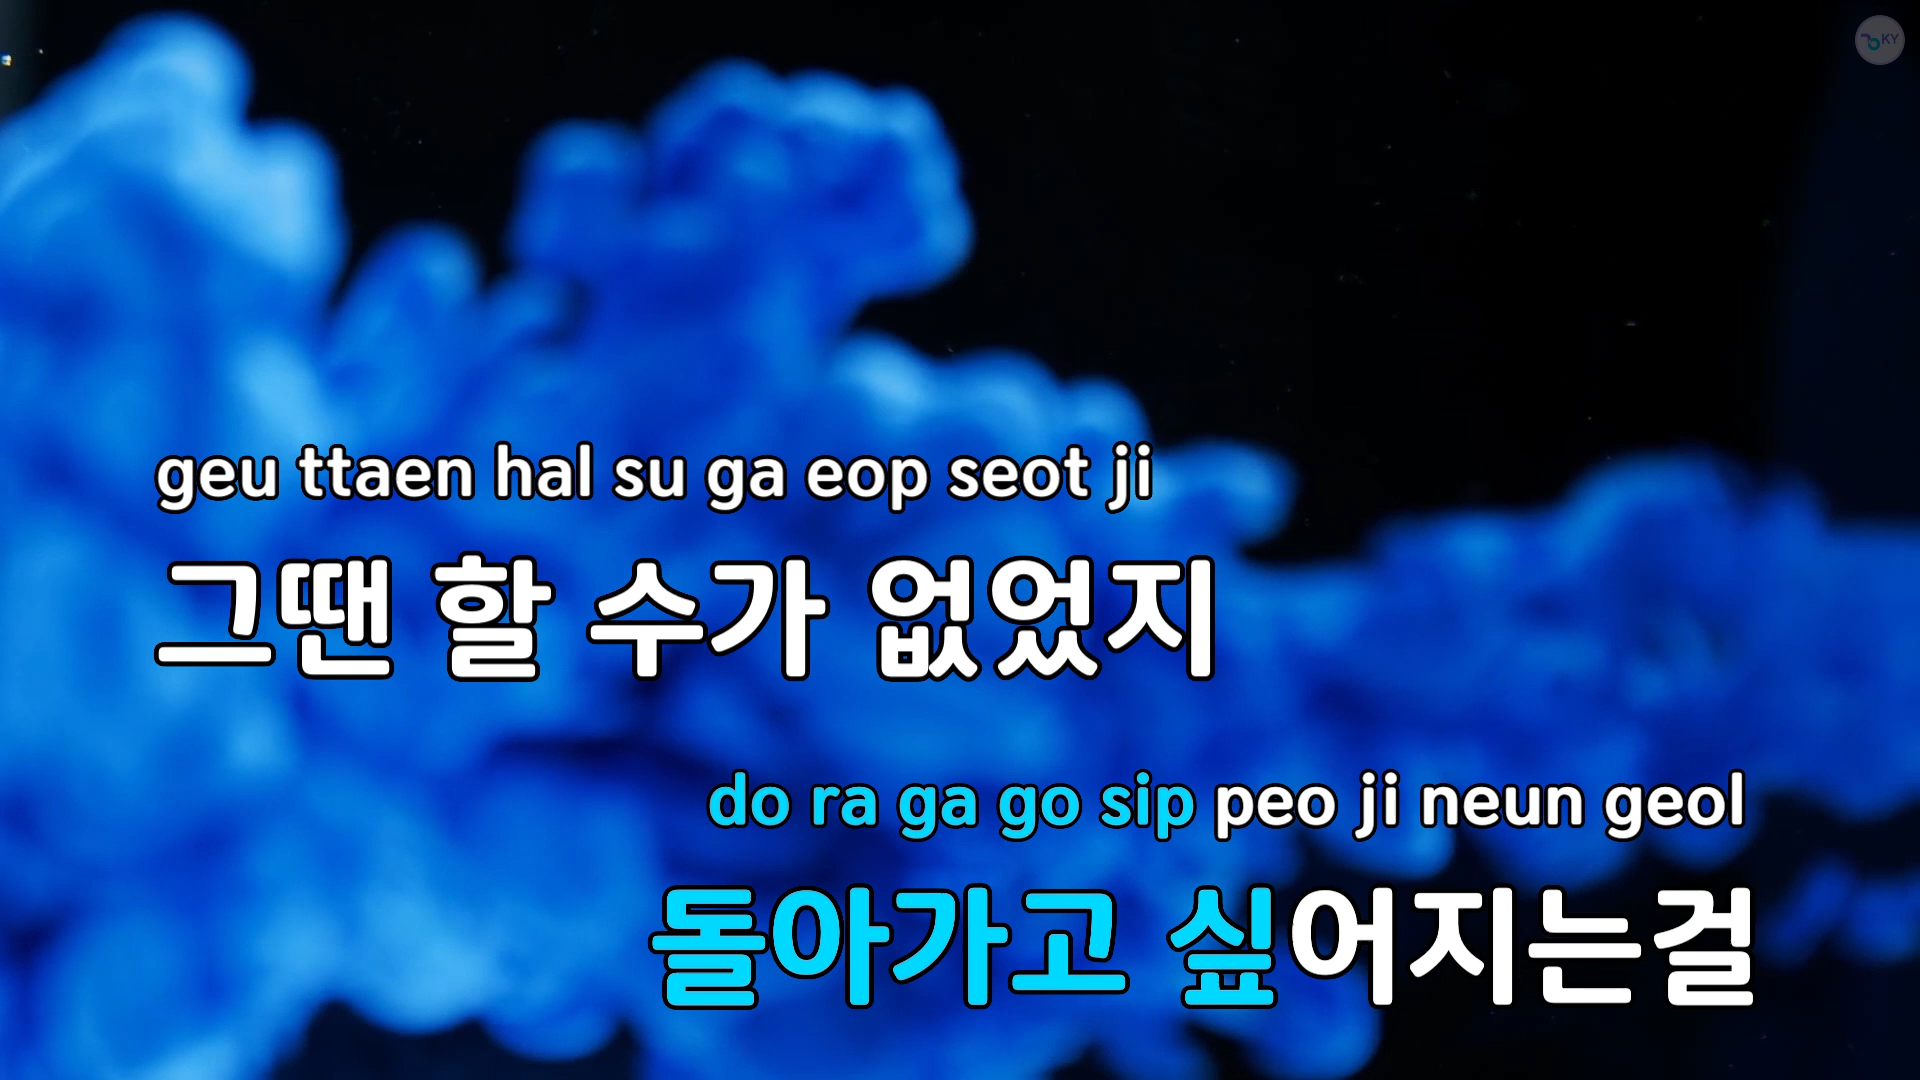 KY
geu ttaen hal su ga eop seot ji
그땐 할 수가 없었지
do ra ga go sip peo ji neun geol
돌아가고 싶어지는걸